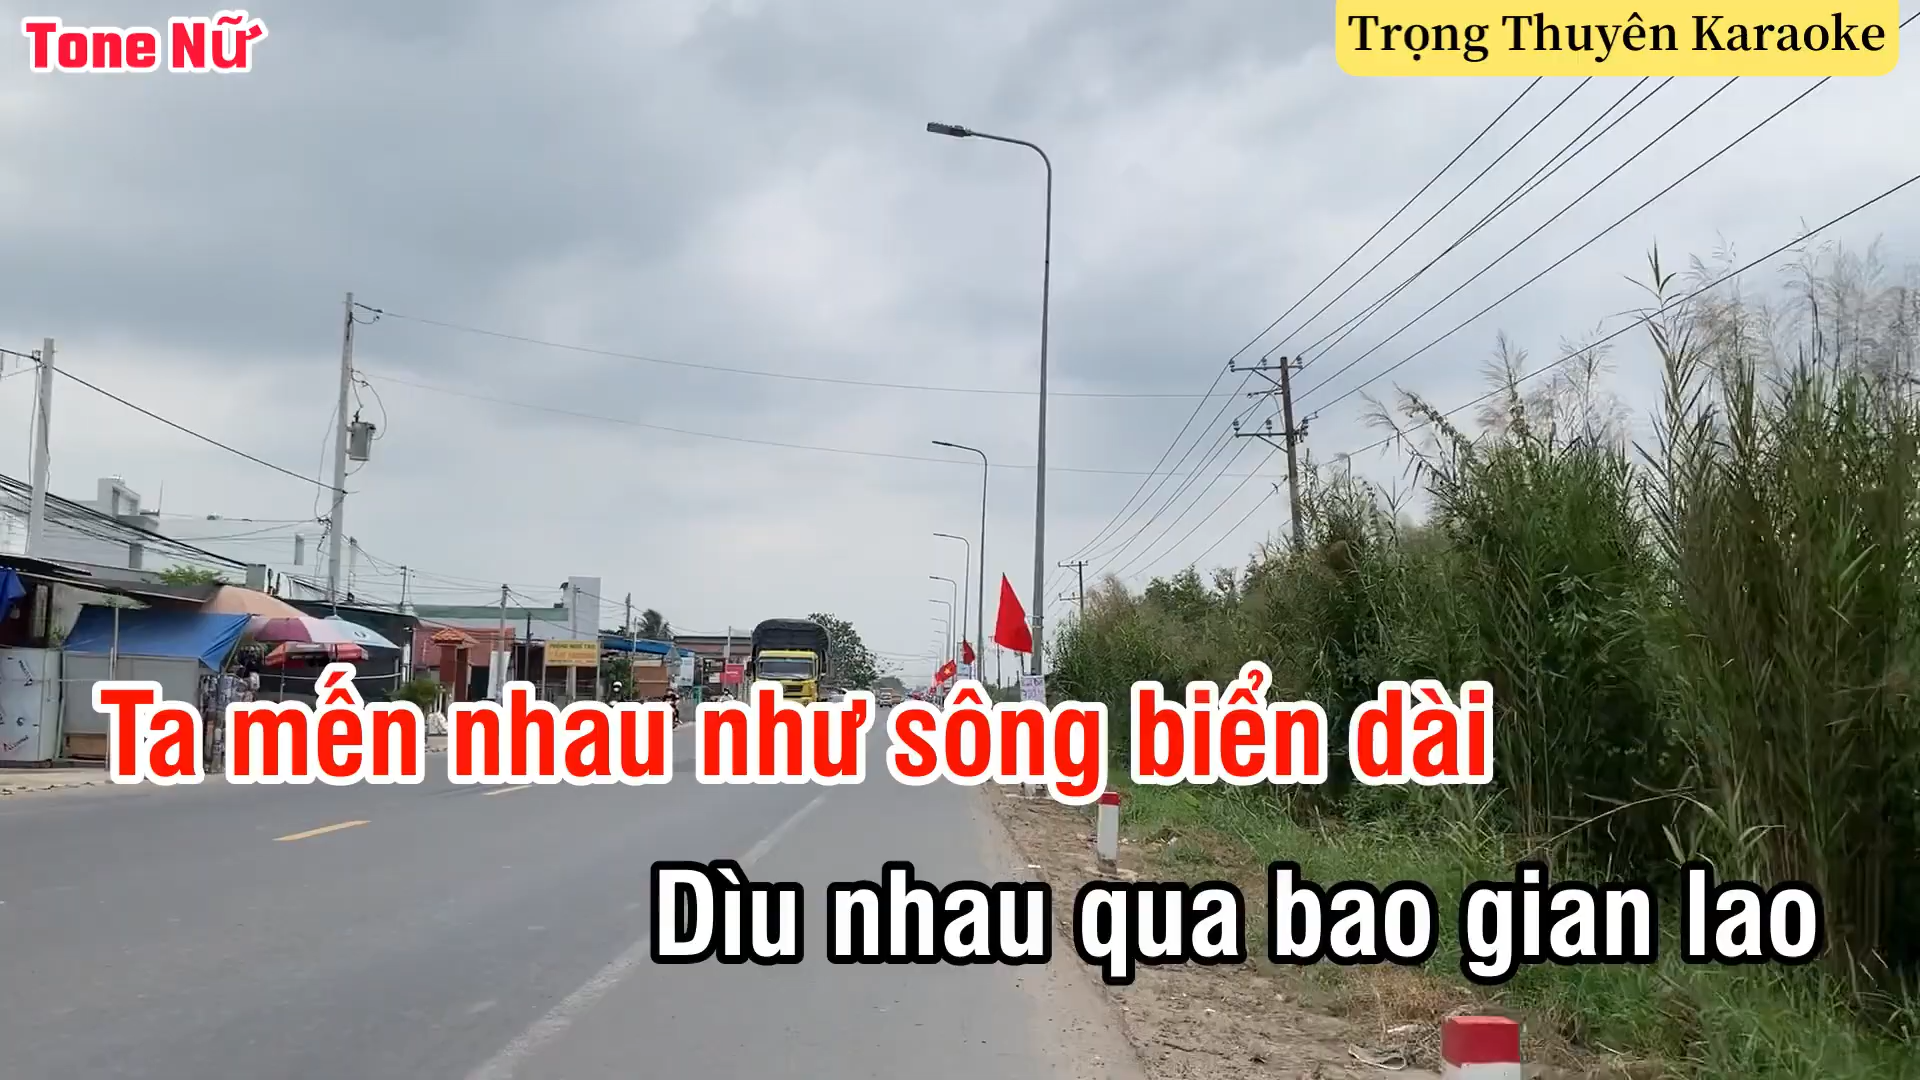 Tone Nữ
Trọng Thuyên Karaoke
Ta mến nhau như sông biển dài
Dìu nhau qua bao gian lao